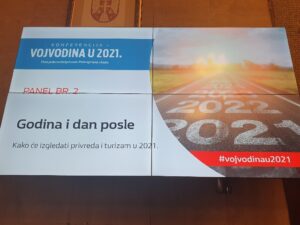 KONFERENCIJA
VOJVODINA U 2021.
PANEL BR. 2
Godina i dan posle
Kako će izgledati privreda i turizam u 2021.
2022
2021
#vojvodinau2021